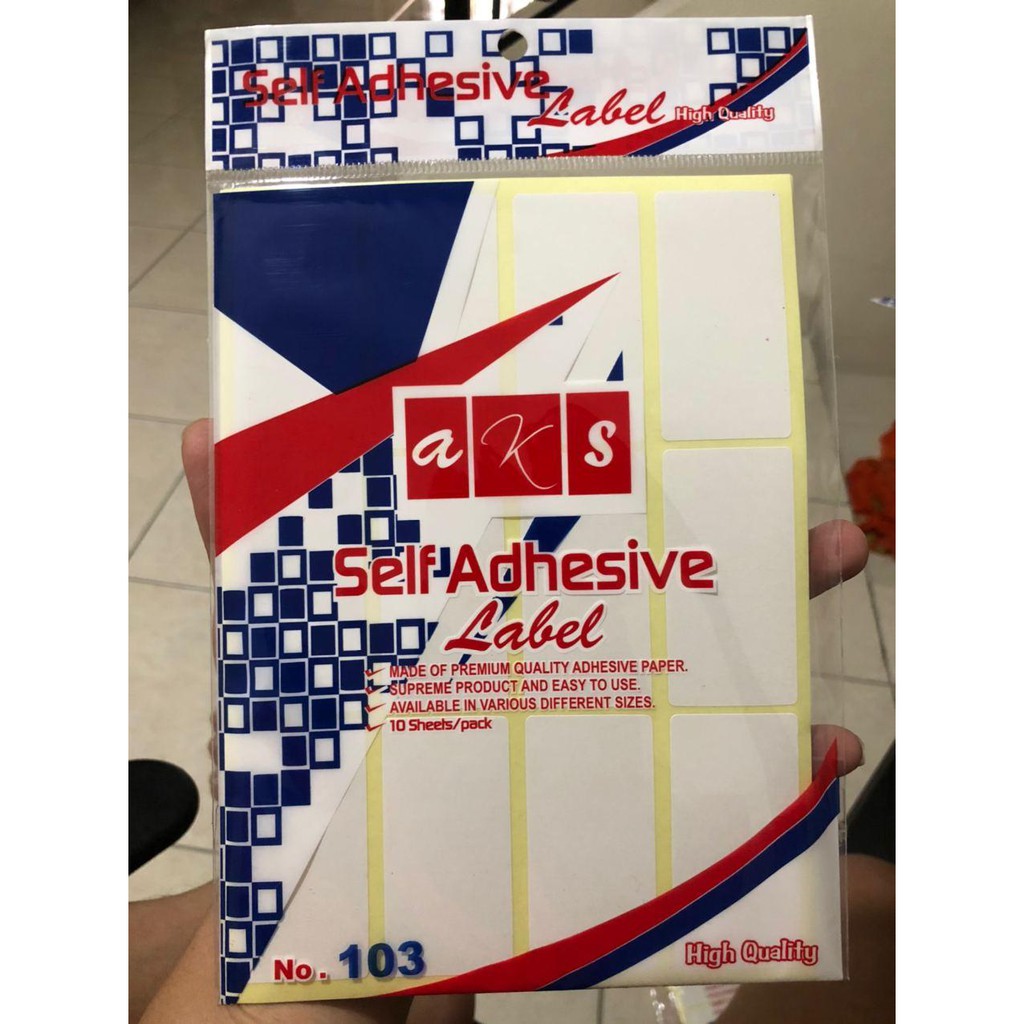 Self Adhesive
Label High Quality
aKs
Self Adhesive
Label
MADE OF PREMIUM QUALITY ADHESIVE PAPER.
SUPREME PRODUCT AND EASY TO USE.
AVAILABLE IN VARIOUS DIFFERENT SIZES.
10 Sheets/pack
No. 103
High Quality